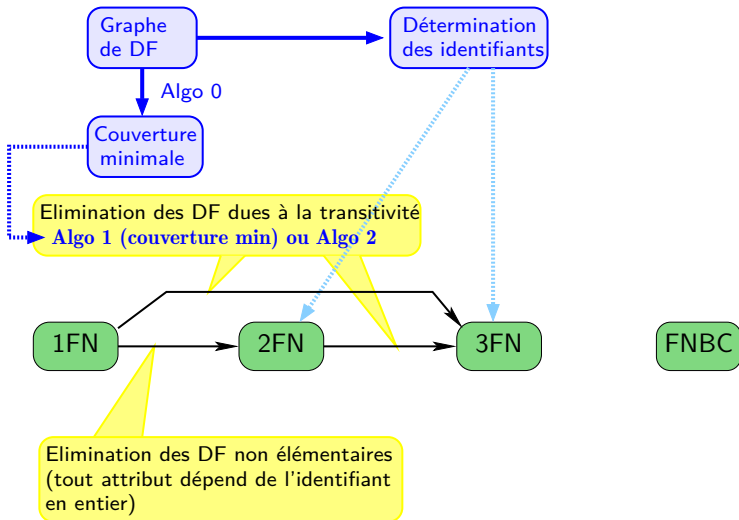 Graphe
de DF
Détermination
des identifiants
Algo 0
Couverture
minimale
Elimination des DF dues à la transitivité
Algo 1 (couverture min) ou Algo 2
1FN
2FN
3FN
FNBC
Elimination des DF non élémentaires
(tout attribut dépend de l'identifiant
en entier)